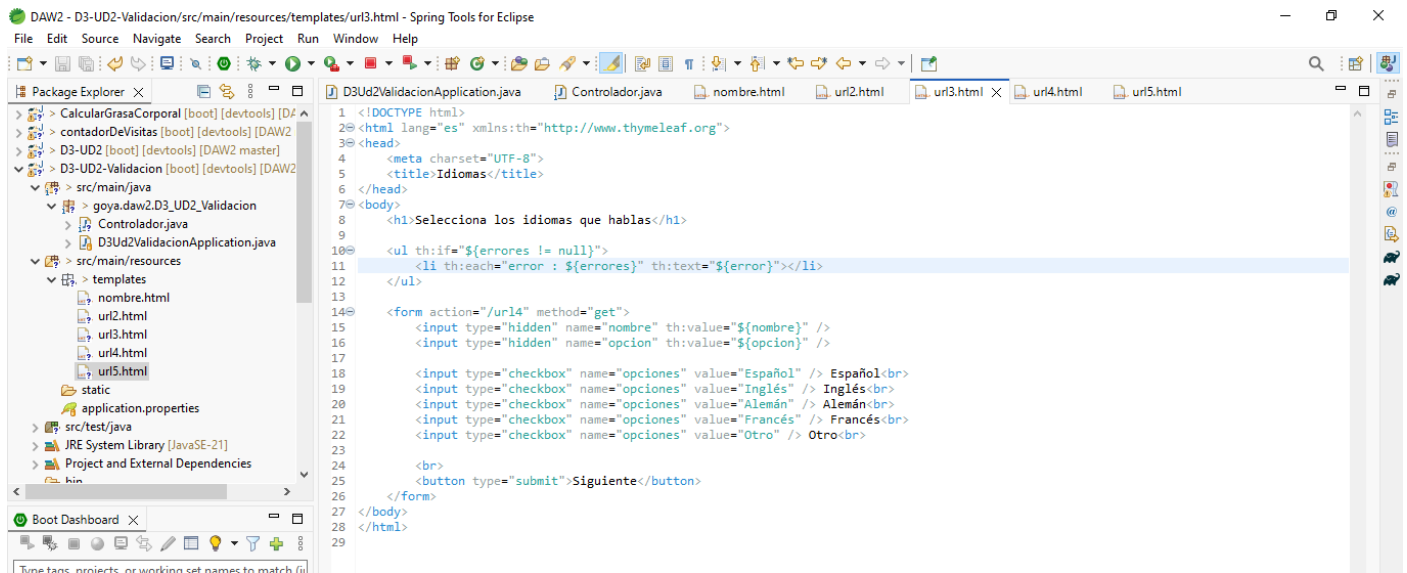 DAW2 - D3-UD2-Validacion/src/main/resources/templates/url3.html - Spring Tools for Eclipse
File Edit Source Navigate Search Project Run Window Help
Package Explorer
> CalcularGrasaCorporal [boot] [devtools] [DA
> contadorDeVisitas [boot] [devtools] [DAW2
> D3-UD2 [boot] [devtools] [DAW2 master]
> D3-UD2-Validacion [boot] [devtools] [DAW2
> src/main/java
> goya.daw2.D3_UD2_Validacion
Controlador.java
D3Ud2ValidacionApplication.java
> src/main/resources
> templates
nombre.html
url2.html
url3.html
url4.html
url5.html
static
application.properties
src/test/java
JRE System Library [JavaSE-21]
Project and External Dependencies
bin
Boot Dashboard
Type tags, projects, or working set names to match (i
D3Ud2ValidacionApplication.java Controlador.java nombre.html url2.html url3.html url4.html url5.html
1 <!DOCTYPE html>
2 <html lang="es" xmlns:th="http://www.thymeleaf.org">
3 <head>
4 <meta charset="UTF-8">
5 <title>Idiomas</title>
6 </head>
7 <body>
8 <h1>Selecciona los idiomas que hablas</h1>
9
10 <ul th:if="${errores != null}">
11 <li th:each="error : ${errores}" th:text="${error}"></li>
12 </ul>
13
14 <form action="/url4" method="get">
15 <input type="hidden" name="nombre" th:value="${nombre}" />
16 <input type="hidden" name="opcion" th:value="${opcion}" />
17
18 <input type="checkbox" name="opciones" value="Español" /> Español<br>
19 <input type="checkbox" name="opciones" value="Inglés" /> Inglés<br>
20 <input type="checkbox" name="opciones" value="Alemán" /> Alemán<br>
21 <input type="checkbox" name="opciones" value="Francés" /> Francés<br>
22 <input type="checkbox" name="opciones" value="Otro" /> Otro<br>
23
24 <br>
25 <button type="submit">Siguiente</button>
26 </form>
27 </body>
28 </html>
29